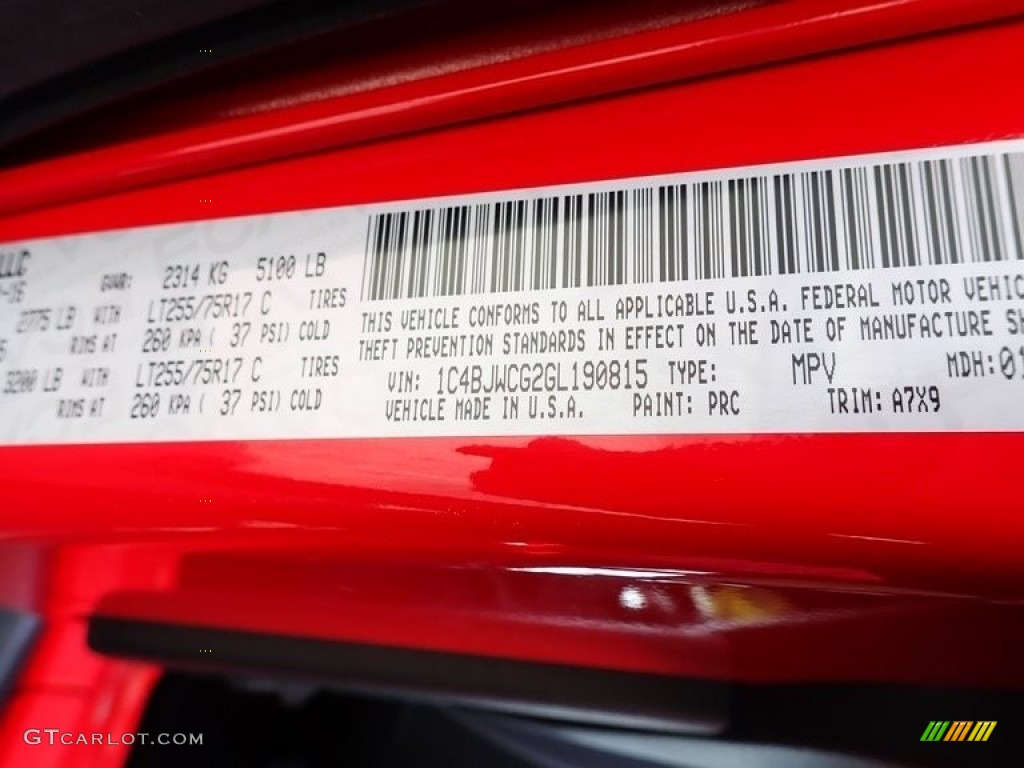 LLC
GVWR: 2314 KG 5100 LB
2775 LB WITH LT255/75R17 C TIRES
RIMS AT 260 KPA ( 37 PSI) COLD
5200 LB WITH LT255/75R17 C TIRES
RIMS AT 260 KPA ( 37 PSI) COLD
THIS VEHICLE CONFORMS TO ALL APPLICABLE U.S.A. FEDERAL MOTOR VEHIC
THEFT PREVENTION STANDARDS IN EFFECT ON THE DATE OF MANUFACTURE SH
VIN: 1C4BJWCG2GL190815 TYPE: MPV MDH:01
VEHICLE MADE IN U.S.A. PAINT: PRC TRIM: A7X9
GTCARLOT.COM